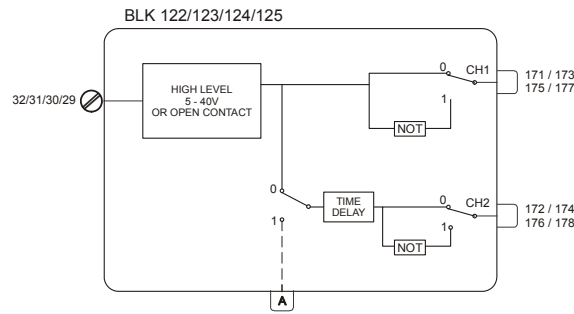 BLK 122/123/124/125
32/31/30/29
HIGH LEVEL
5 - 40V
OR OPEN CONTACT
0
CH1
1
NOT
171 / 173
175 / 177
0
1
TIME
DELAY
0
CH2
1
NOT
172 / 174
176 / 178
A